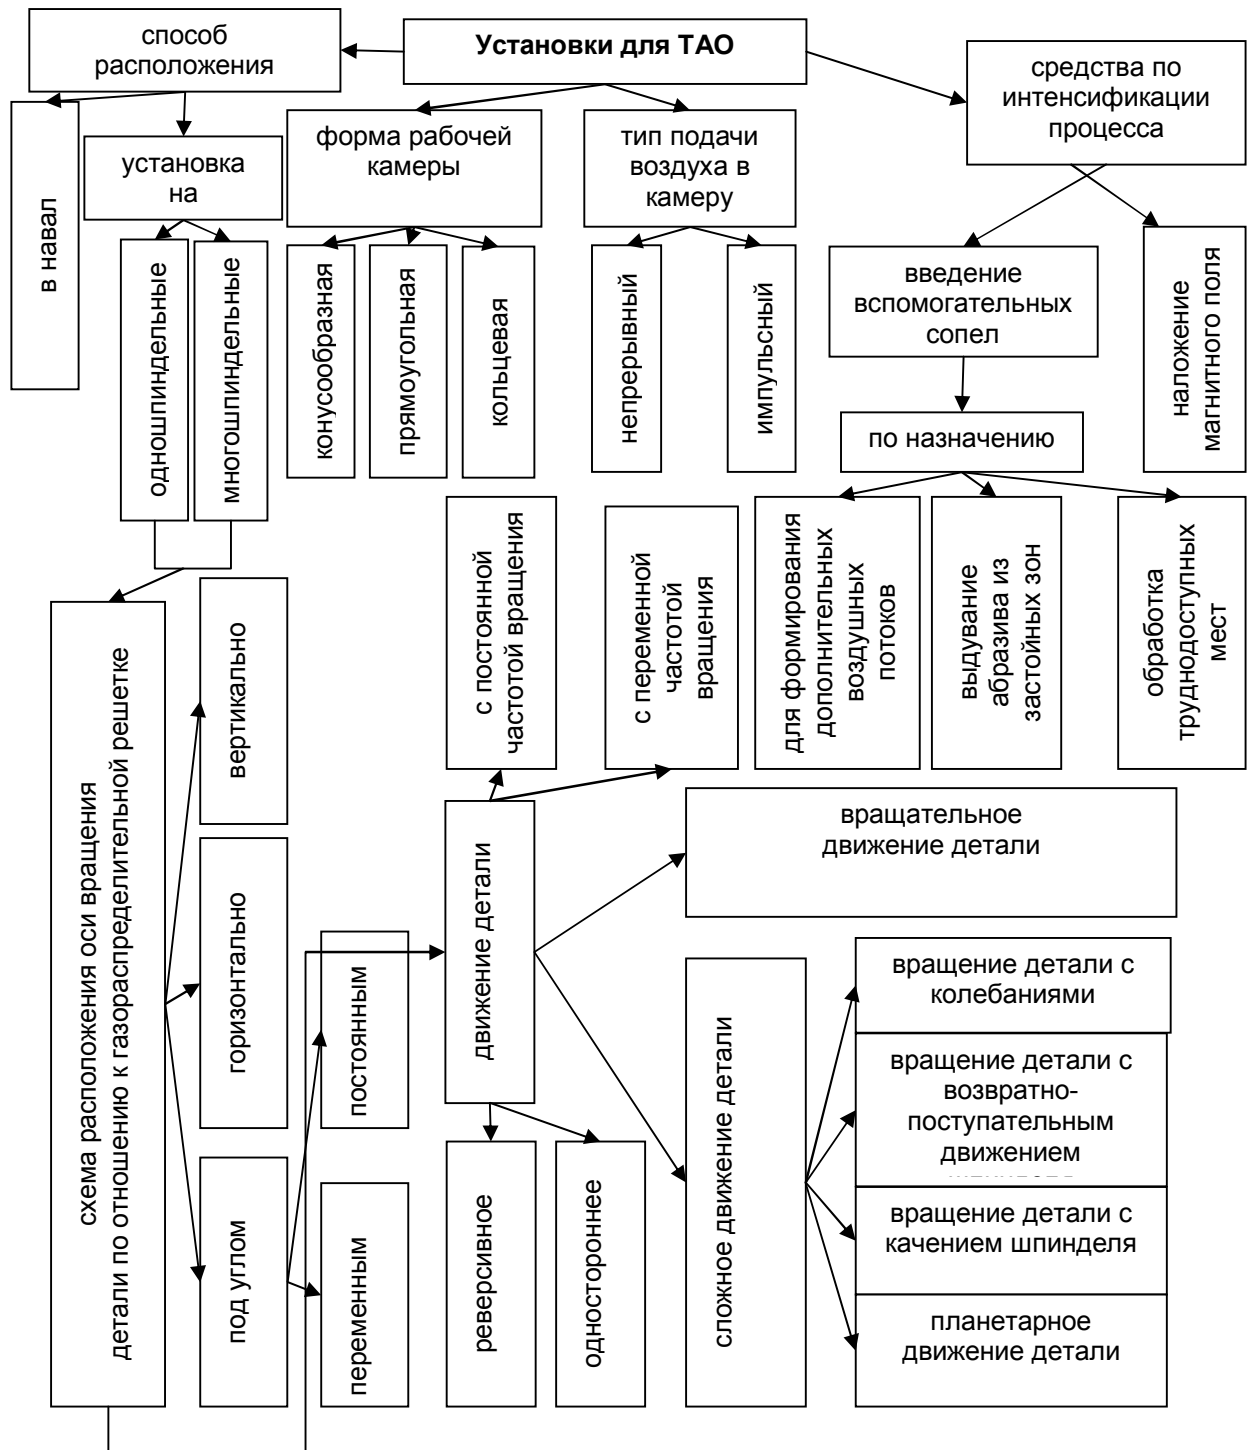 способ
расположения
Установки для ТАО
средства по
интенсификации
процесса
в навал
установка
на
форма рабочей
камеры
тип подачи
воздуха в
камеру
одношпиндельные
многошпиндельные
конусообразная
прямоугольная
кольцевая
непрерывный
импульсный
введение
вспомогательных
сопел
наложение
магнитного поля
по назначению
с постоянной
частотой вращения
с переменной
частотой
вращения
для формирования
дополнительных
воздушных
потоков
выдувание
абразива из
застойных зон
обработка
труднодоступных
мест
схема расположения оси вращения
детали по отношению к газораспределительной решетке
вертикально
горизонтально
под углом
постоянным
переменным
движение детали
реверсивное
одностороннее
вращательное
движение детали
сложное движение детали
вращение детали с
колебаниями
вращение детали с
возвратно-
поступательным
движением
вращение детали с
качением шпинделя
планетарное
движение детали